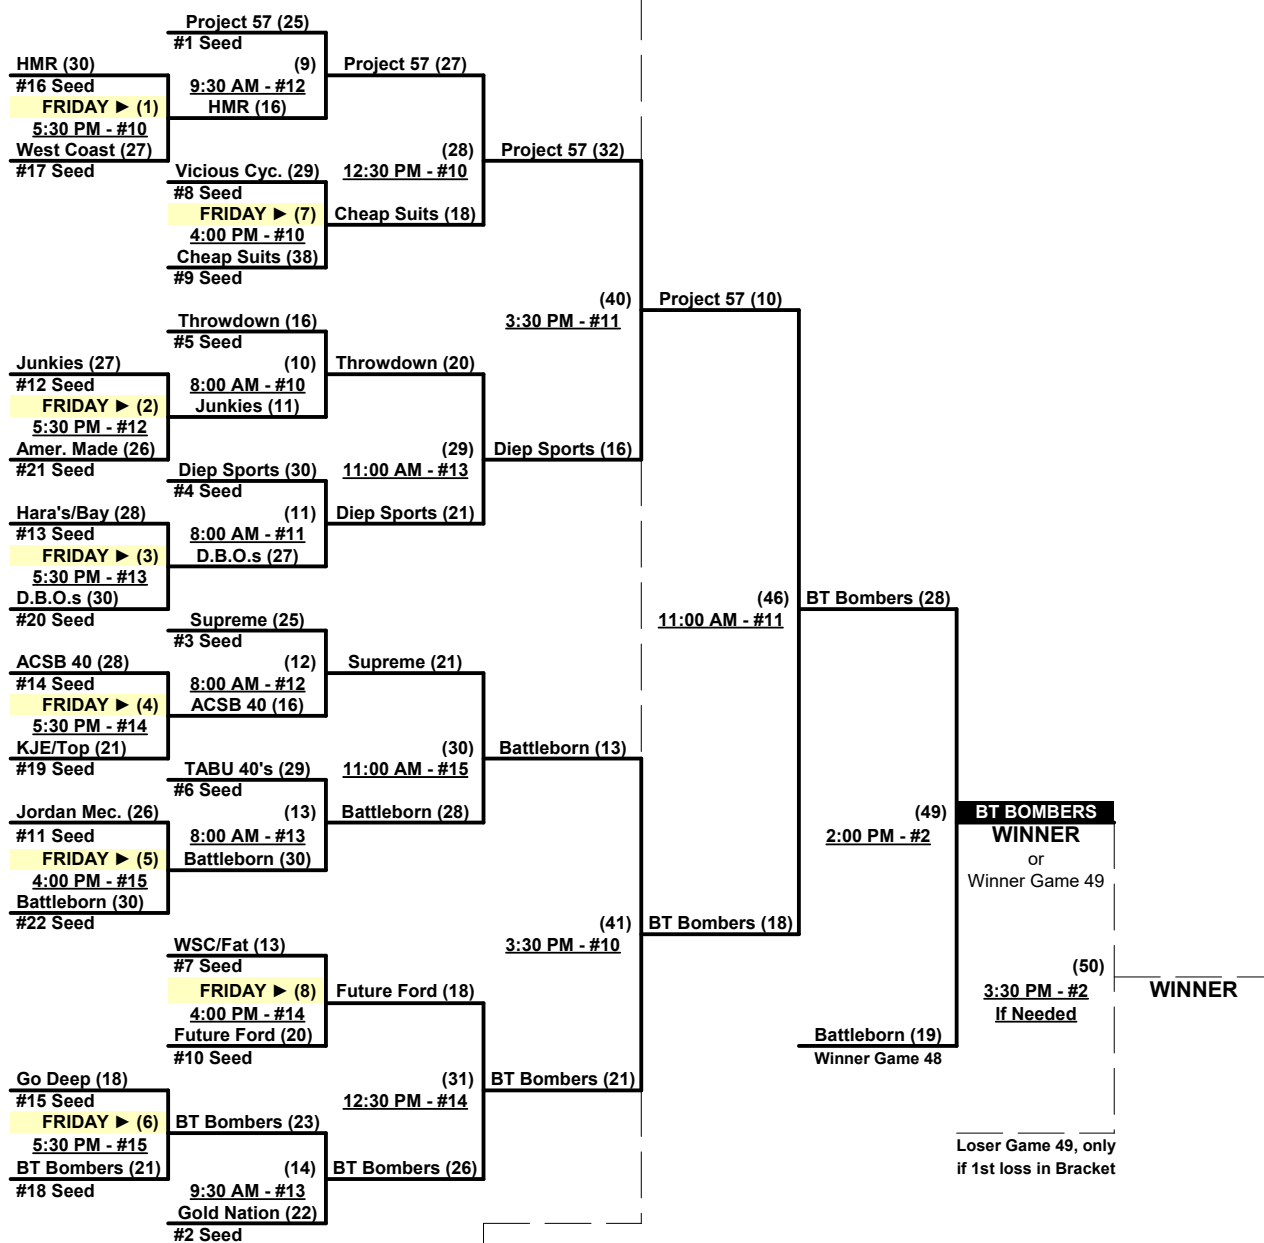 Project 57 (25)
#1 Seed
HMR (30)
#16 Seed
FRIDAY ► (1)
5:30 PM - #10
West Coast (27)
#17 Seed
(9)
9:30 AM - #12
HMR (16)
Project 57 (27)
Vicious Cyc. (29)
#8 Seed
FRIDAY ► (7)
4:00 PM - #10
Cheap Suits (38)
#9 Seed
(28)
12:30 PM - #10
Cheap Suits (18)
Project 57 (32)
Throwdown (16)
#5 Seed
Junkies (27)
#12 Seed
FRIDAY ► (2)
5:30 PM - #12
Amer. Made (26)
#21 Seed
(10)
8:00 AM - #10
Junkies (11)
Throwdown (20)
Diep Sports (30)
#4 Seed
Hara's/Bay (28)
#13 Seed
FRIDAY ► (3)
5:30 PM - #13
D.B.O.s (30)
#20 Seed
(11)
8:00 AM - #11
D.B.O.s (27)
(29)
11:00 AM - #13
Diep Sports (21)
Diep Sports (16)
(40)
3:30 PM - #11
Project 57 (10)
Supreme (25)
#3 Seed
ACSB 40 (28)
#14 Seed
FRIDAY ► (4)
5:30 PM - #14
KJE/Top (21)
#19 Seed
(12)
8:00 AM - #12
ACSB 40 (16)
Supreme (21)
TABU 40's (29)
#6 Seed
Jordan Mec. (26)
#11 Seed
FRIDAY ► (5)
4:00 PM - #15
Battleborn (30)
#22 Seed
(13)
8:00 AM - #13
Battleborn (30)
(30)
11:00 AM - #15
Battleborn (28)
Battleborn (13)
WSC/Fat (13)
#7 Seed
FRIDAY ► (8)
4:00 PM - #14
Future Ford (20)
#10 Seed
Future Ford (18)
Go Deep (18)
#15 Seed
FRIDAY ► (6)
5:30 PM - #15
BT Bombers (21)
#18 Seed
BT Bombers (23)
(14)
9:30 AM - #13
Gold Nation (22)
#2 Seed
(31)
12:30 PM - #14
BT Bombers (26)
BT Bombers (21)
(41)
3:30 PM - #10
BT Bombers (18)
(46)
11:00 AM - #11
BT Bombers (28)
(49)
2:00 PM - #2
Battleborn (19)
Winner Game 48
BT BOMBERS
WINNER
or
Winner Game 49
(50)
3:30 PM - #2
If Needed
WINNER
Loser Game 49, only
if 1st loss in Bracket